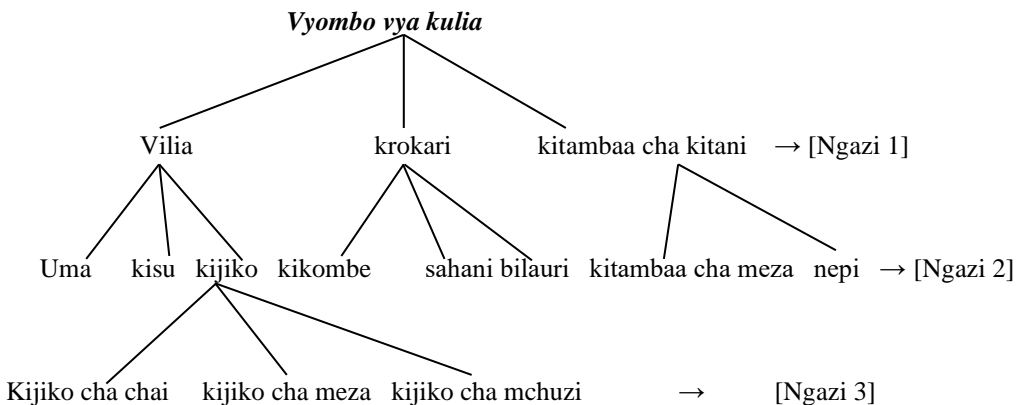 Vyombo vya kulia
Vilia krokari kitambaa cha kitani → [Ngazi 1]
Uma kisu kijiko kikombe sahani bilauri kitambaa cha meza nepi → [Ngazi 2]
Kijiko cha chai kijiko cha meza kijiko cha mchuzi → [Ngazi 3]